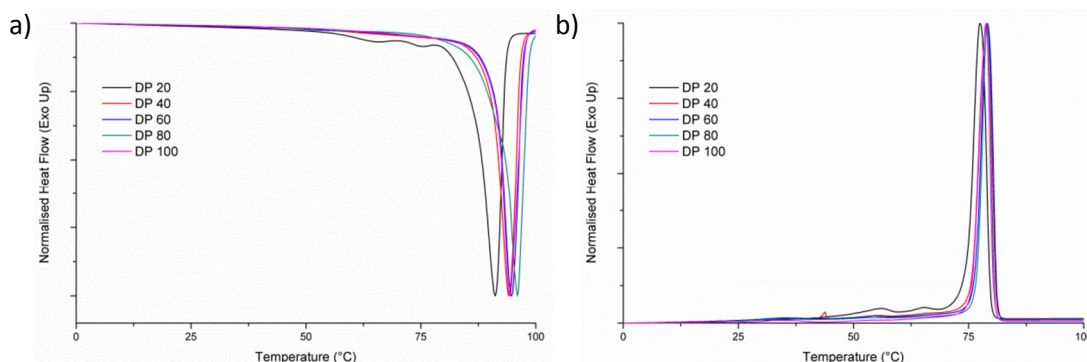 a)
Normalised Heat Flow (Exo Up)
DP 20
DP 40
DP 60
DP 80
DP 100
0
25
50
75
100
Temperature (°C)
b)
Normalised Heat Flow (Exo Up)
DP 20
DP 40
DP 60
DP 80
DP 100
0
25
50
75
100
Temperature (°C)